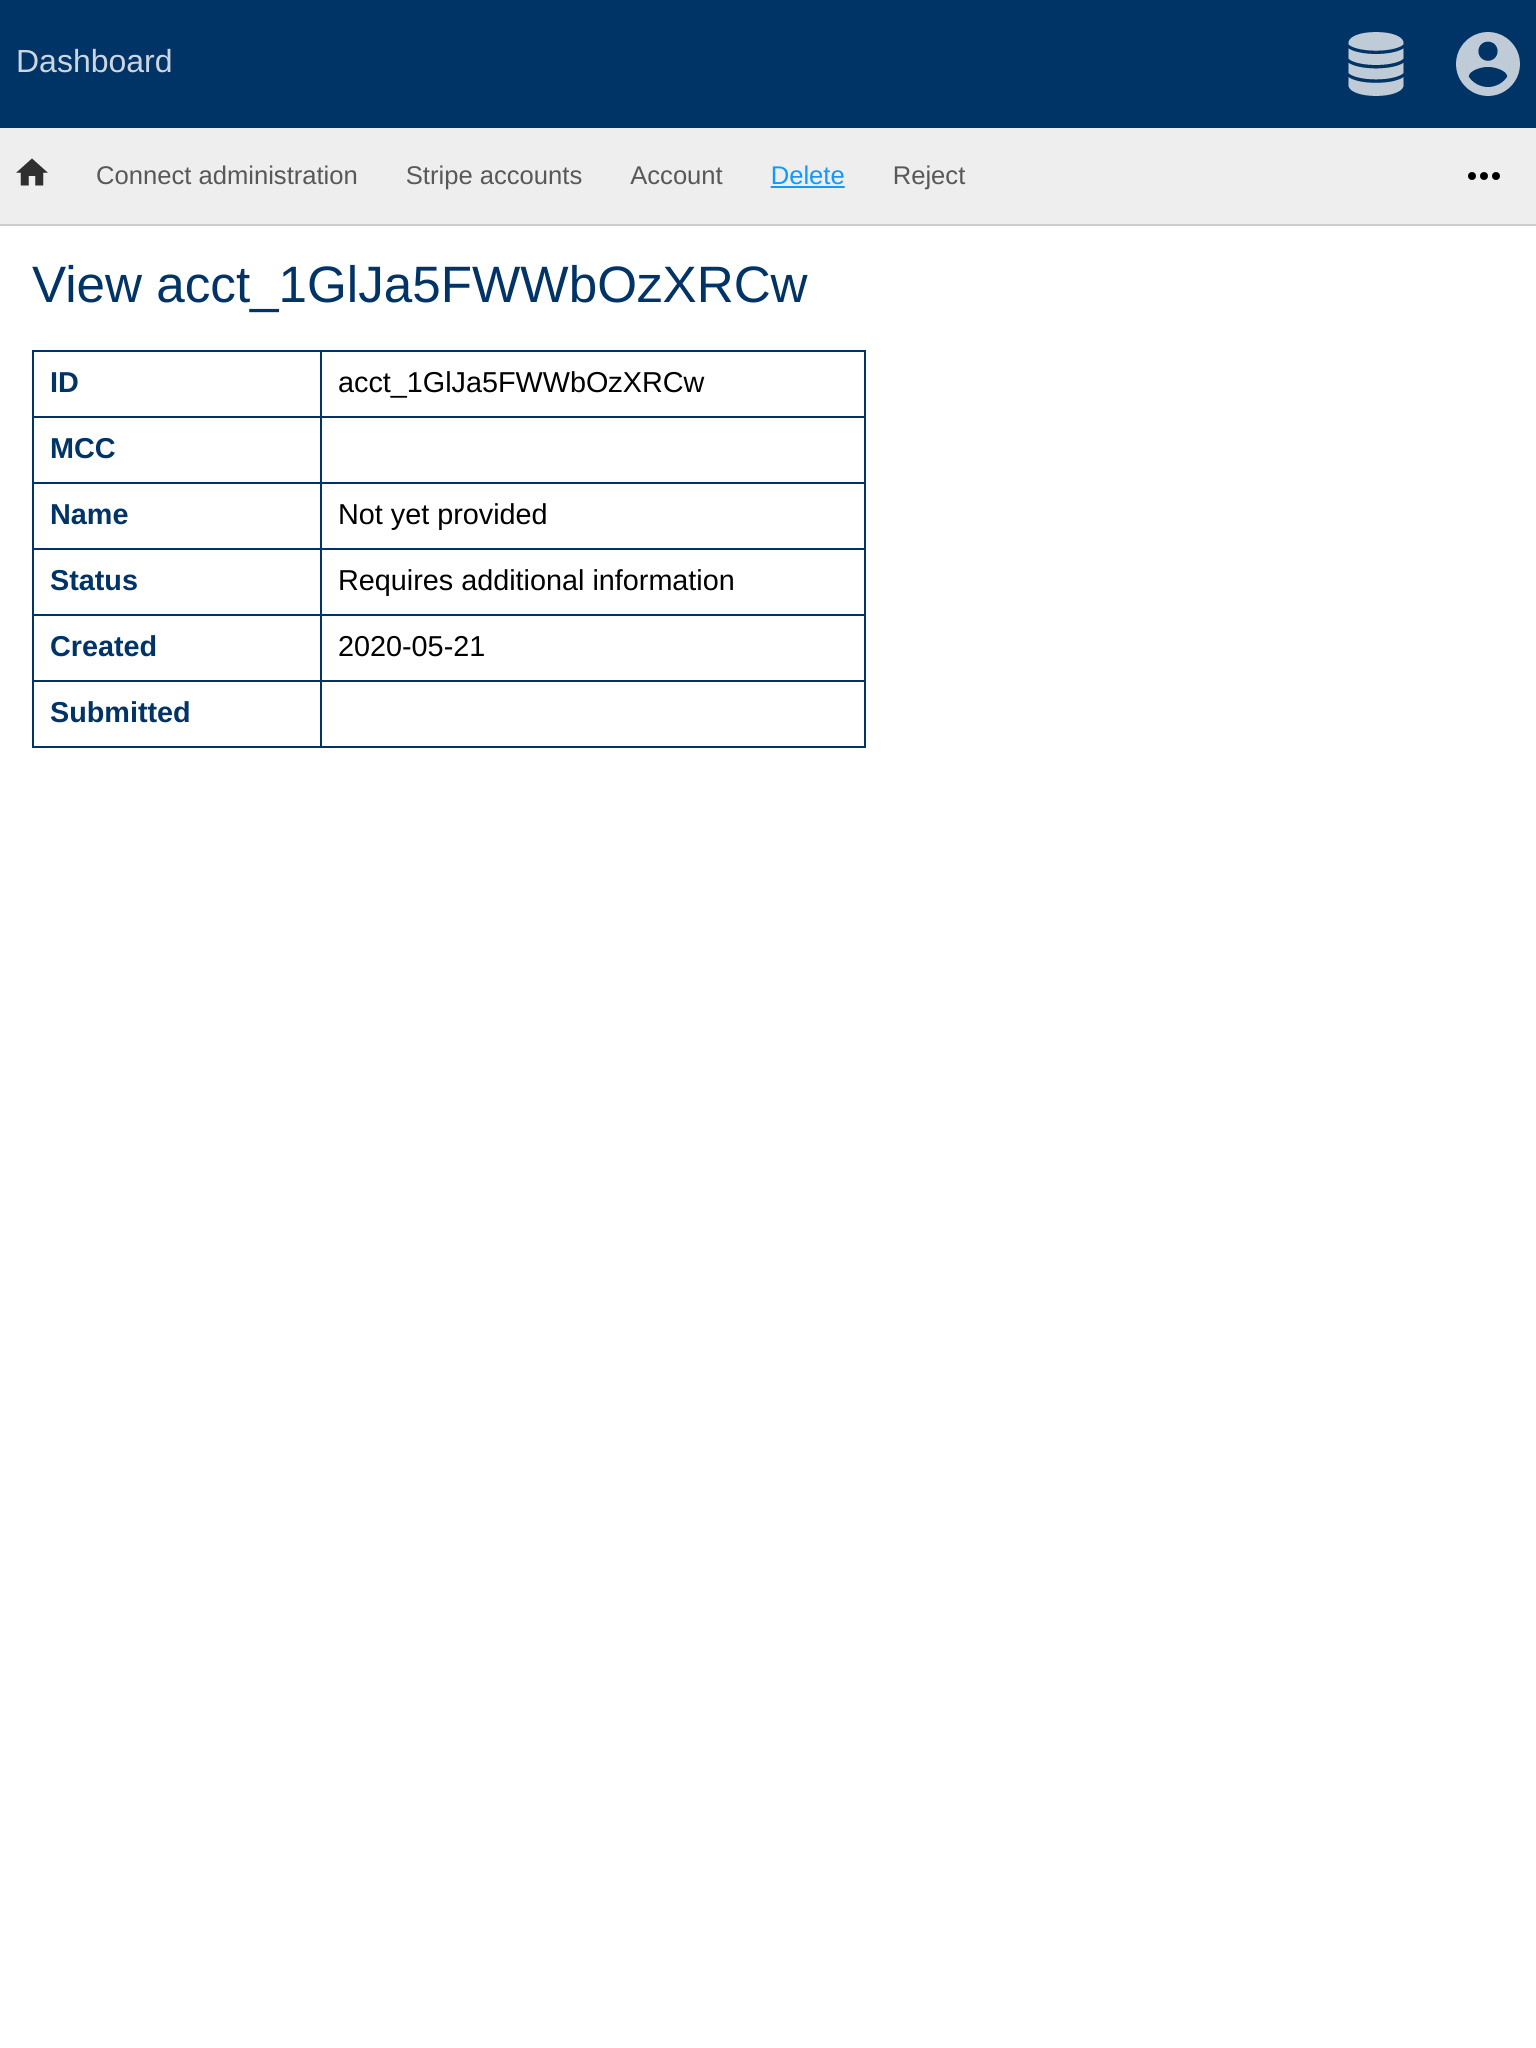 Dashboard
Connect administration Stripe accounts Account Delete Reject
View acct_1GlJa5FWWbOzXRCw
ID acct_1GlJa5FWWbOzXRCw
MCC
Name Not yet provided
Status Requires additional information
Created 2020-05-21
Submitted